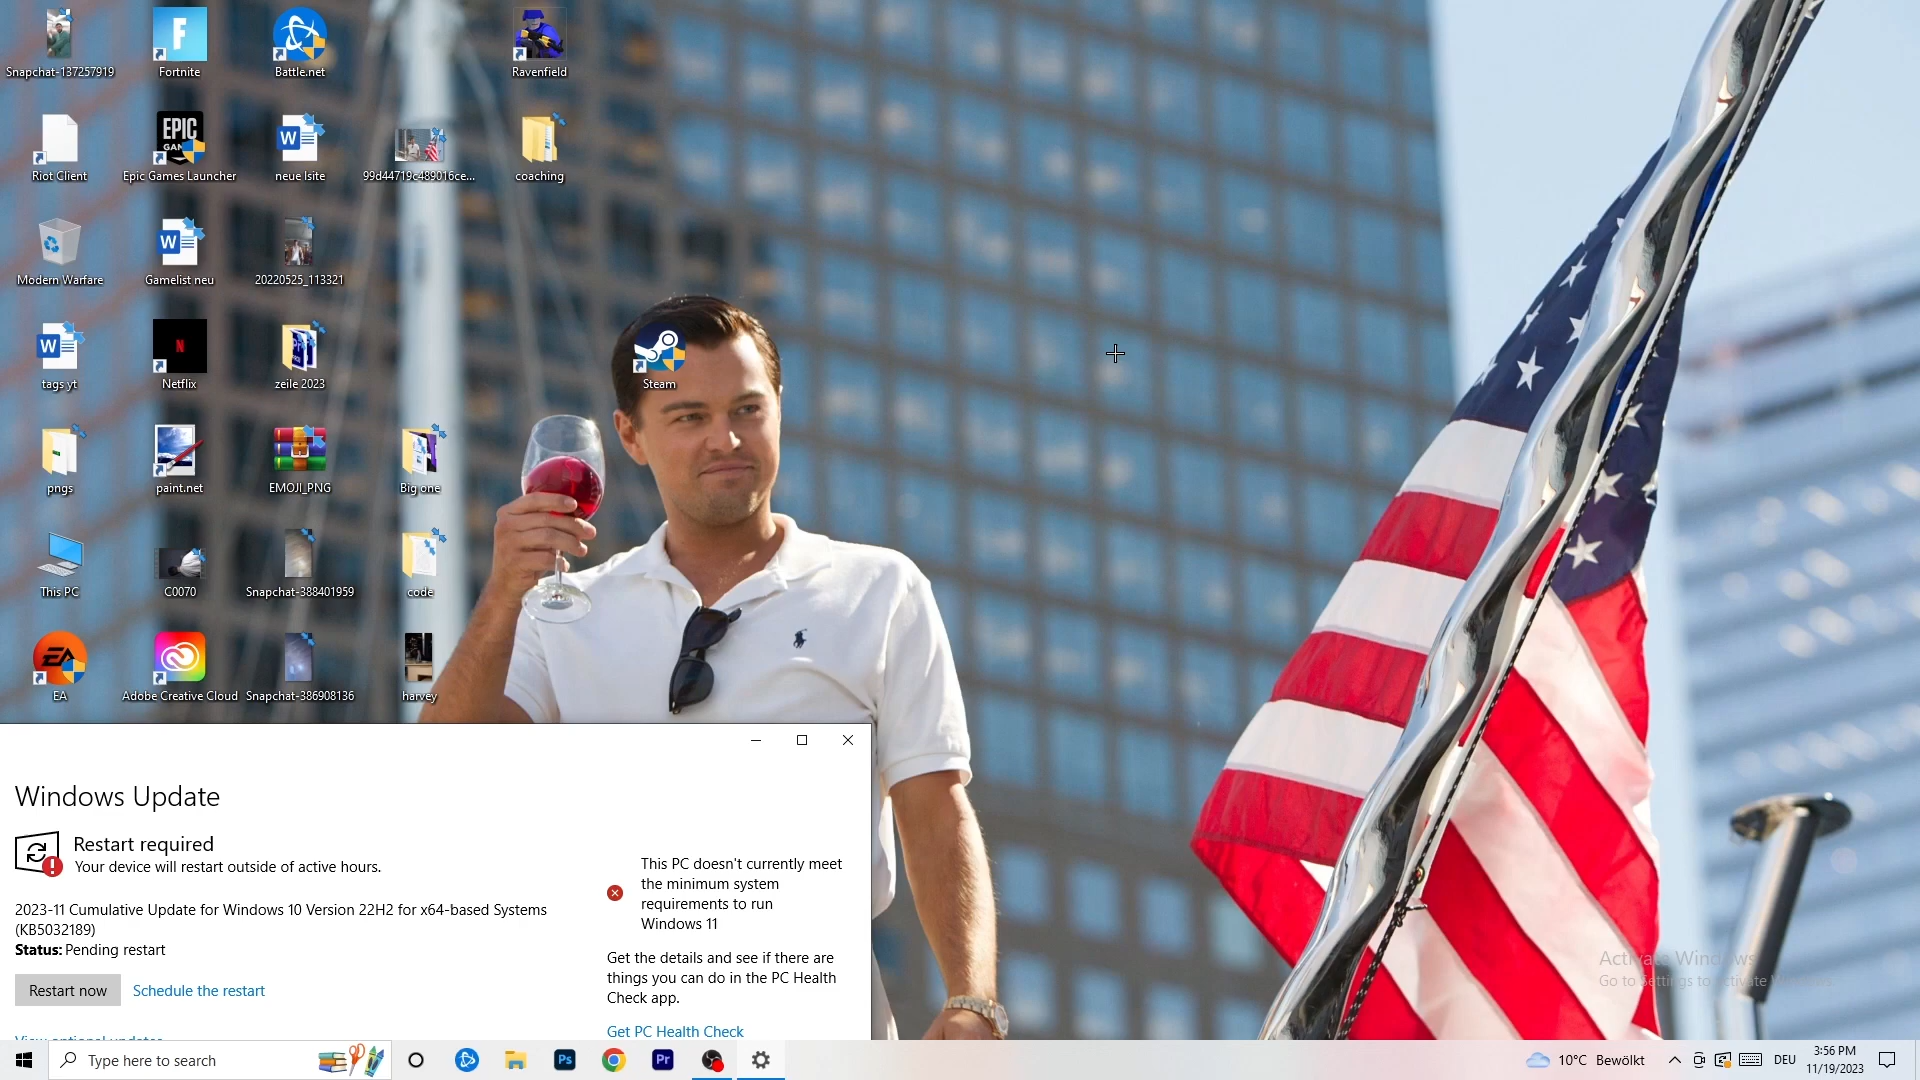 Snapchat-137257919
Fortnite
Battle.net
Ravenfield
Riot Client
EPIC
Epic Games Launcher
neue lsite
99d44719c489016ce...
coaching
Modern Warfare
Gamelist neu
20220525_113321
tags yt
Netflix
zeile 2023
Steam
pngs
paint.net
EMOJI_PNG
Big one
This PC
C0070
Snapchat-388401959
code
EA
Adobe Creative Cloud
Snapchat-386908136
harvey
Windows Update
Restart required
Your device will restart outside of active hours.
2023-11 Cumulative Update for Windows 10 Version 22H2 for x64-based Systems
(KB5032189)
Status: Pending restart
Restart now
Schedule the restart
View optional updates
This PC doesn't currently meet
the minimum system
requirements to run
Windows 11
Get the details and see if there are
things you can do in the PC Health
Check app.
Get PC Health Check
Activate Windows
Go to Settings to activate Windows.
Type here to search
Ps
Pr
10°C Bewölkt
DEU
3:56 PM
11/19/2023